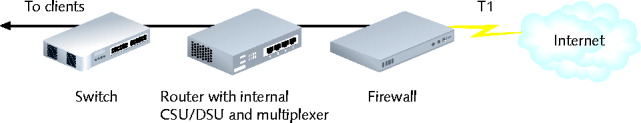 To clients
T1
Internet
Switch
Router with internal
CSU/DSU and multiplexer
Firewall